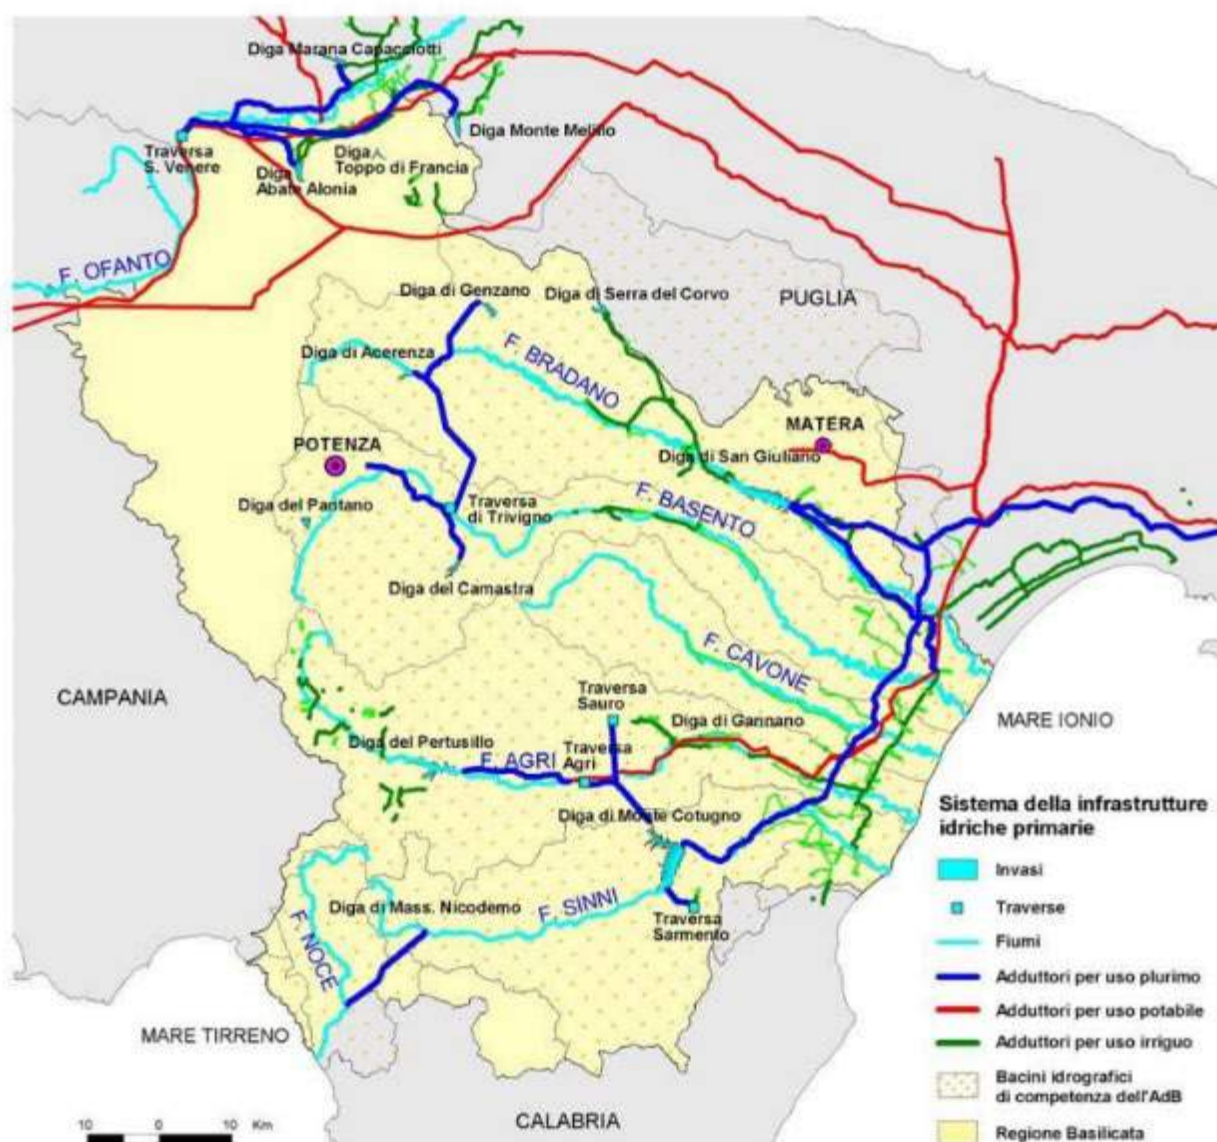 Diga Marana Capacciotti
Diga Monte Melillo
Traversa
S. Venere
Diga
Toppo di Francia
Diga
Abate Alonia
F. OFANTO
Diga di Genzano
Diga di Serra del Corvo
PUGLIA
Diga di Acerenza
F. BRADANO
MATERA
POTENZA
Diga di San Giuliano
Diga del Pantano
Traversa
di Trivigno
F. BASENTO
Diga del Camastra
F. CAVONE
CAMPANIA
Traversa
Sauro
Diga di Gannano
MARE IONIO
Diga del Pertusillo
F. AGRI
Traversa
Agri
Diga di Monte Cotugno
Diga di Mass. Nicodemo
F. SINNI
F. NOCE
Traversa
Sarmento
MARE TIRRENO
CALABRIA
10 0 10 Km
Sistema della infrastrutture
idriche primarie
Invasi
Traverse
Fiumi
Adduttori per uso plurimo
Adduttori per uso potabile
Adduttori per uso irriguo
Bacini idrografici
di competenza dell'AdB
Regione Basilicata